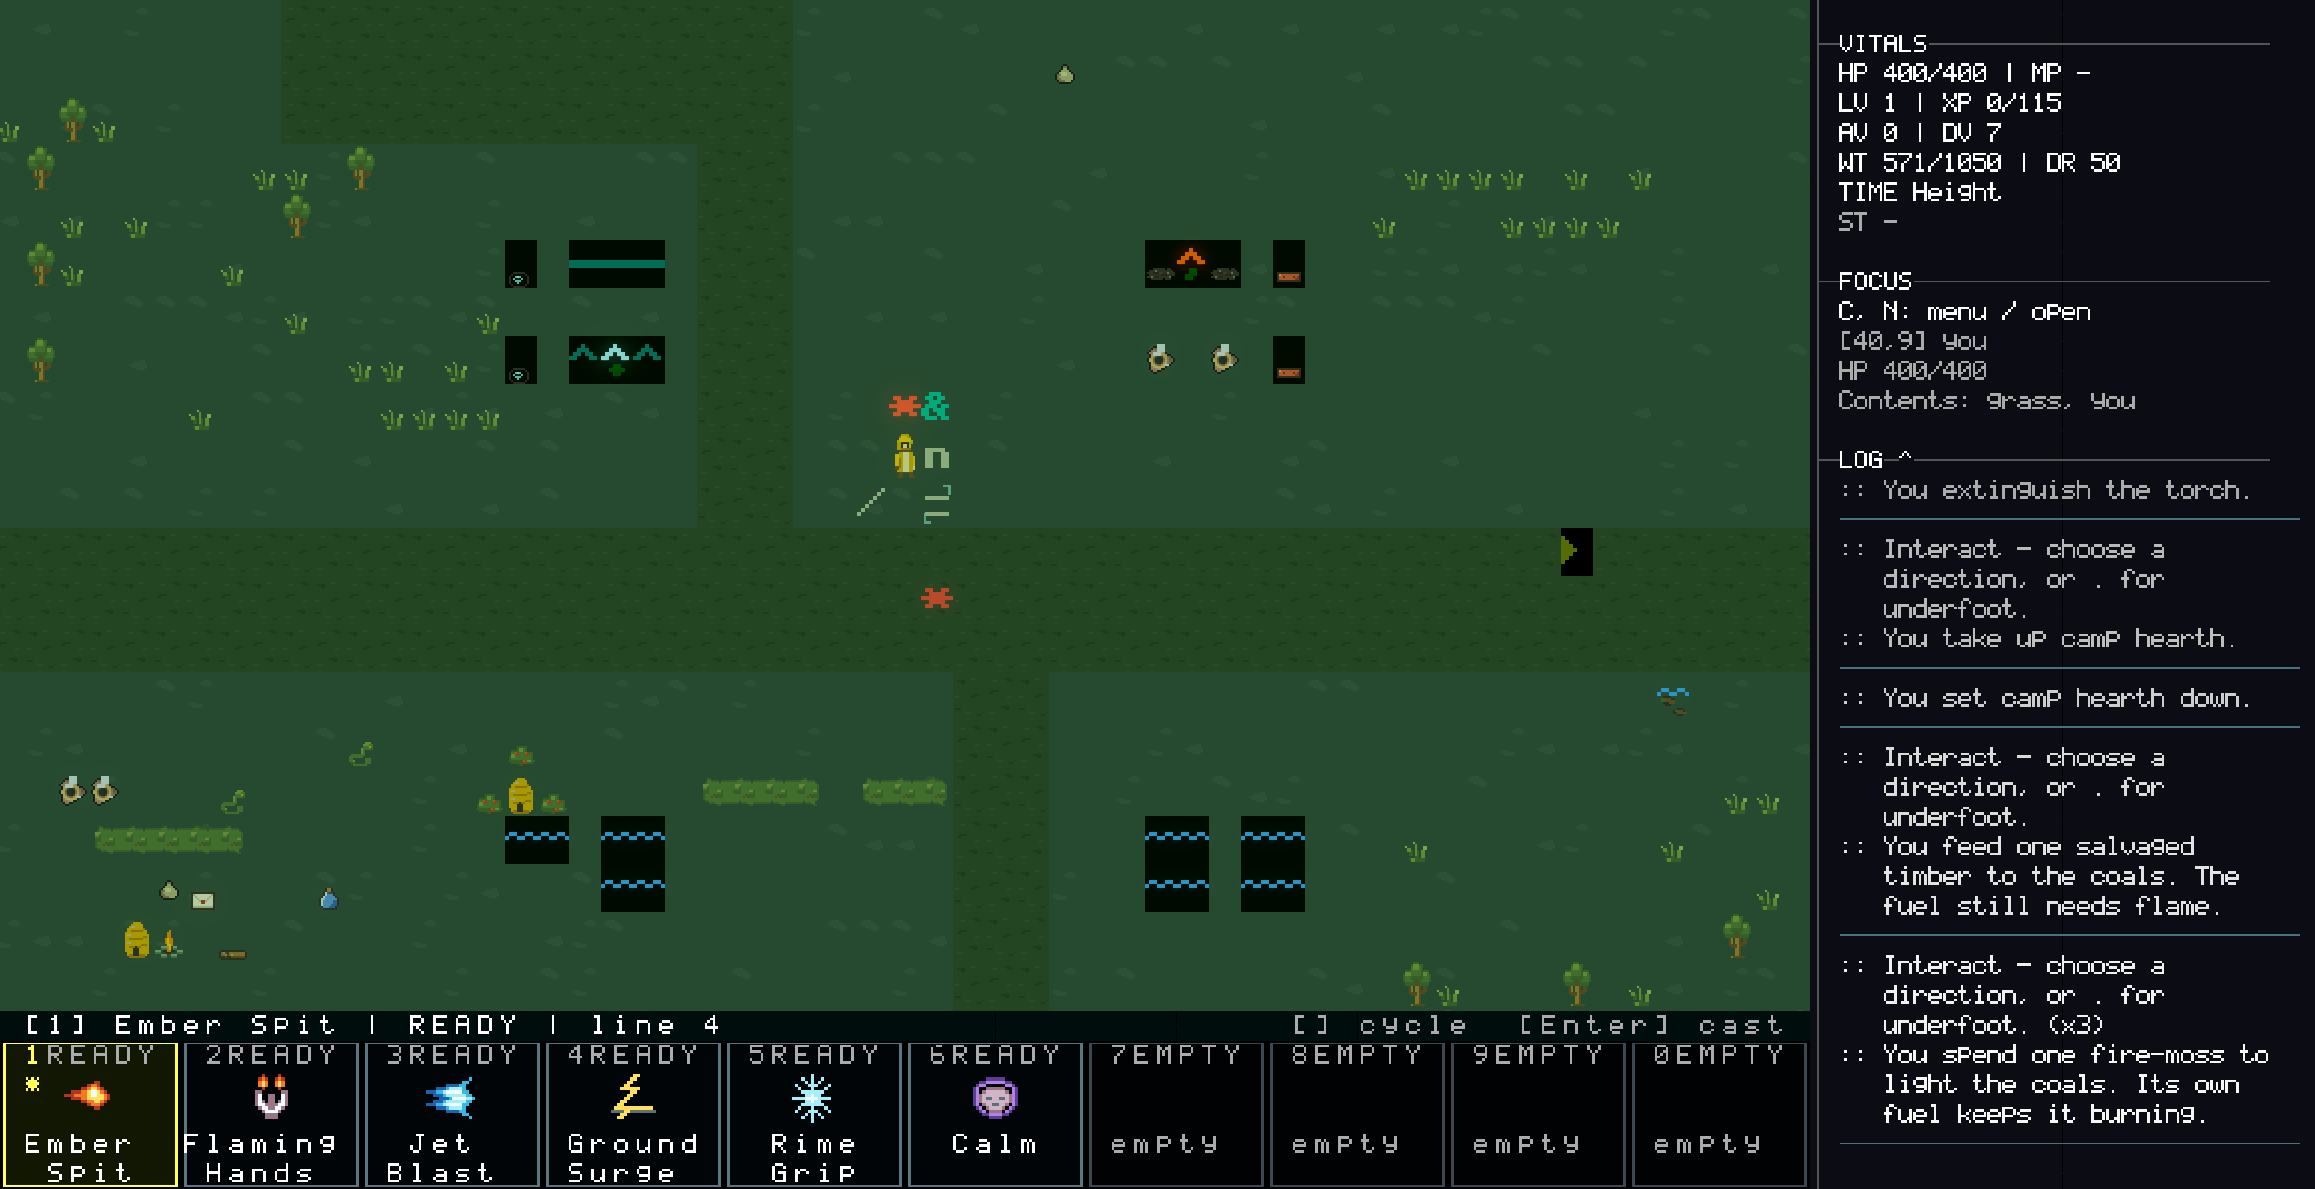 VITALS
HP 400/400 | MP -
LV 1 | XP 0/115
AV 0 | DV 7
WT 571/1050 | DR 50
TIME Height
ST -
FOCUS
C, N: menu / open
[40,9] you
HP 400/400
Contents: grass, you
LOG ^
:: You extinguish the torch.
:: Interact - choose a
direction, or . for
underfoot.
:: You take up camp hearth.
:: You set camp hearth down.
:: Interact - choose a
direction, or . for
underfoot.
:: You feed one salvaged
timber to the coals. The
fuel still needs flame.
:: Interact - choose a
direction, or . for
underfoot. (x3)
:: You spend one fire-moss to
light the coals. Its own
fuel keeps it burning.
&
n
[1] Ember Spit | READY | line 4
[] cycle [Enter] cast
1READY 2READY 3READY 4READY 5READY 6READY 7EMPTY 8EMPTY 9EMPTY 0EMPTY
Ember Flaming Jet Ground Rime Calm empty empty empty empty
Spit Hands Blast Surge Grip